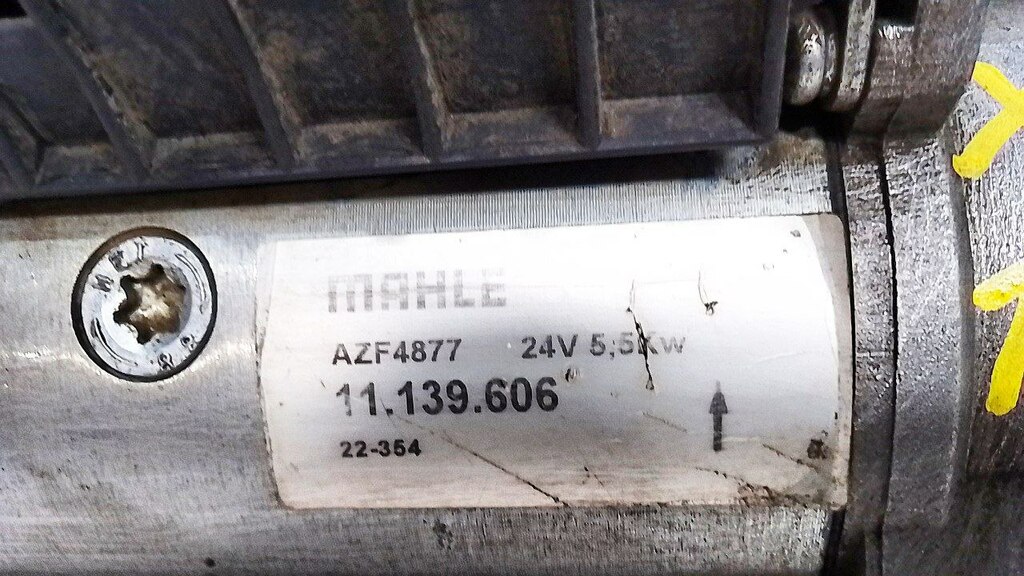 MAHLE
AZF4877 24V 5,5Kw
11.139.606
22-354